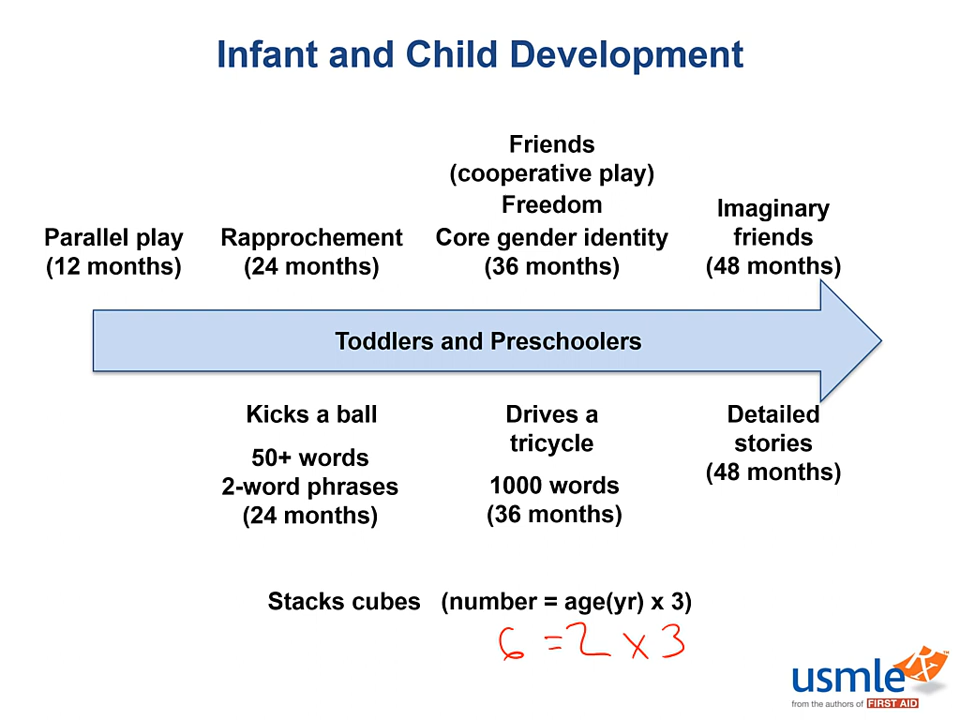 Infant and Child Development
Friends
(cooperative play)
Freedom
Core gender identity
(36 months)
Parallel play
(12 months)
Rapprochement
(24 months)
Imaginary
friends
(48 months)
Toddlers and Preschoolers
Kicks a ball
50+ words
2-word phrases
(24 months)
Drives a
tricycle
1000 words
(36 months)
Detailed
stories
(48 months)
Stacks cubes (number = age(yr) x 3)
6 = 2 x 3
usmle Rx™
from the authors of FIRST AID